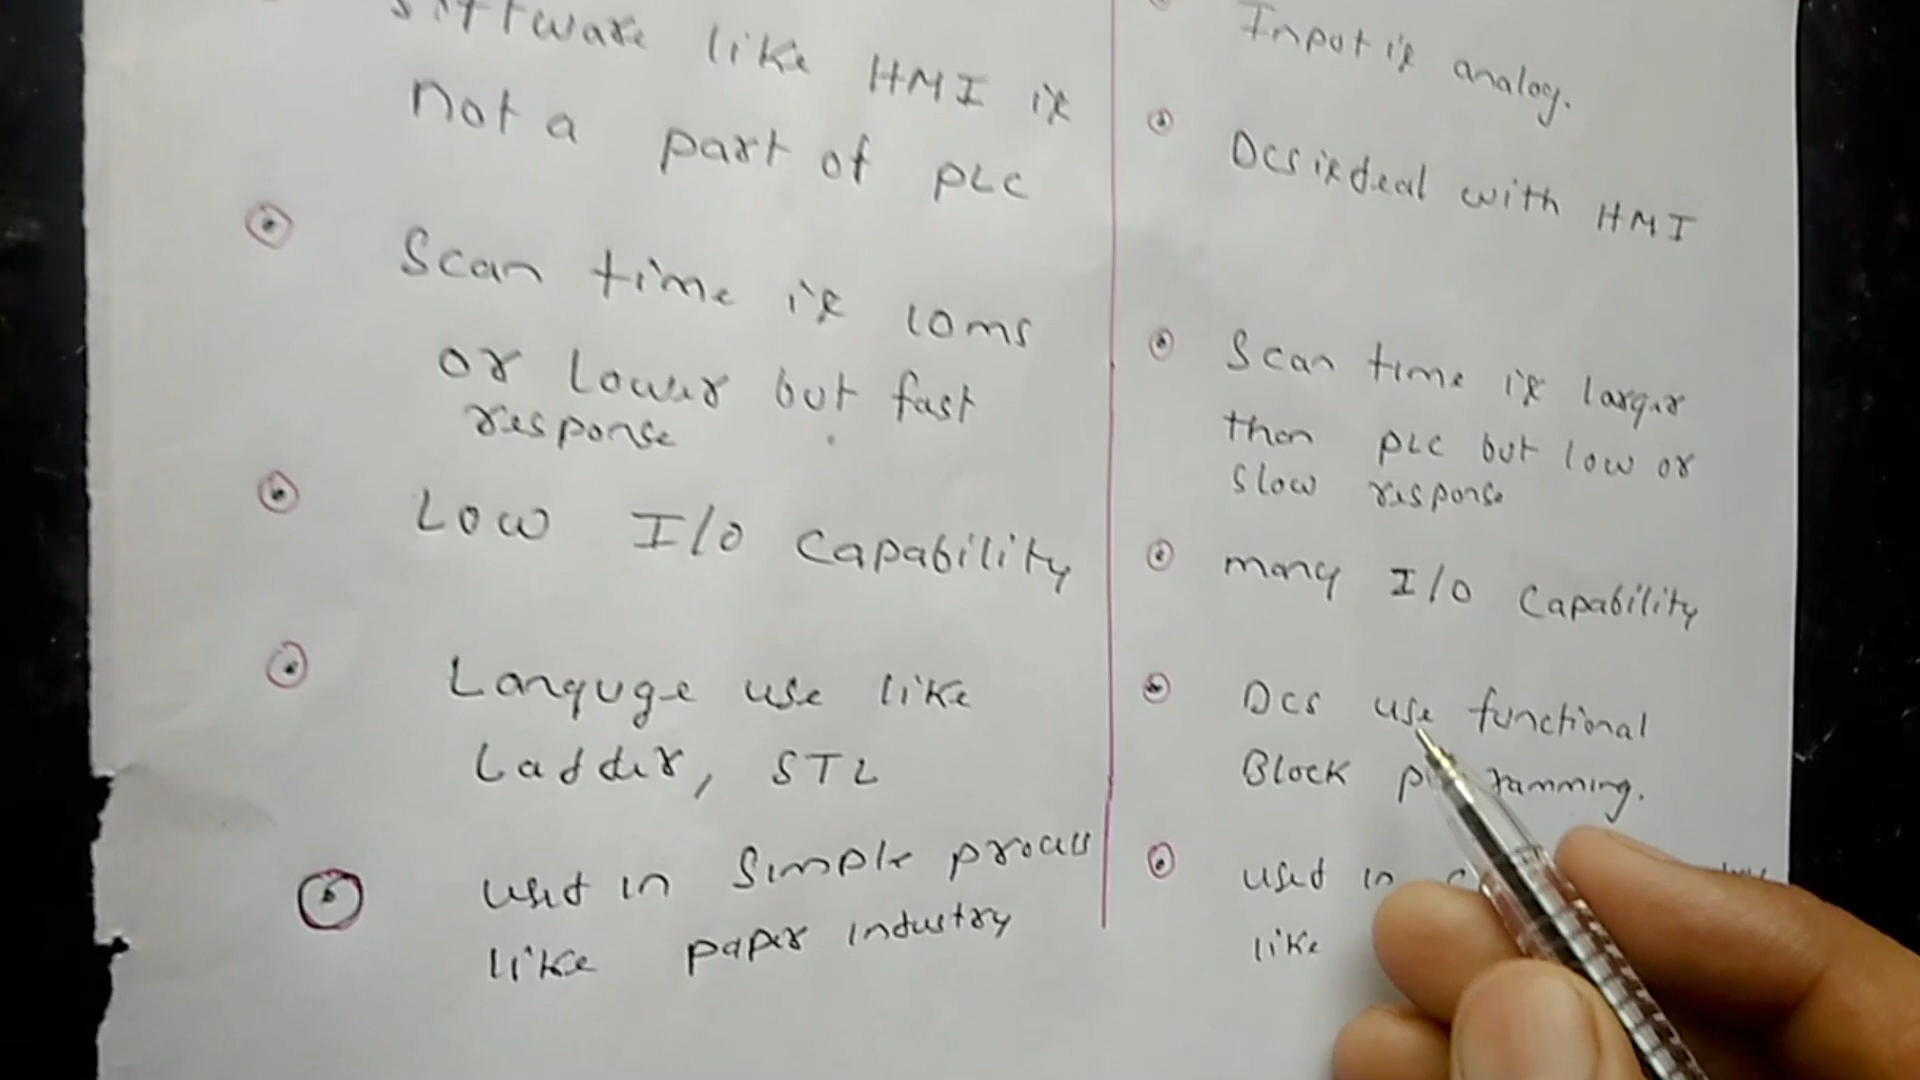 Software like HMI is
not a part of PLC
Scan time is 10ms
or Lower but fast
response
Low I/O Capability
Languge use like
Ladder, STL
used in Simple process
like paper industry
Input is analog.
DCS is deal with HMI
Scan time is larger
then PLC but low or
slow response
many I/O Capability
DCS use functional
Block programming.
used in
like